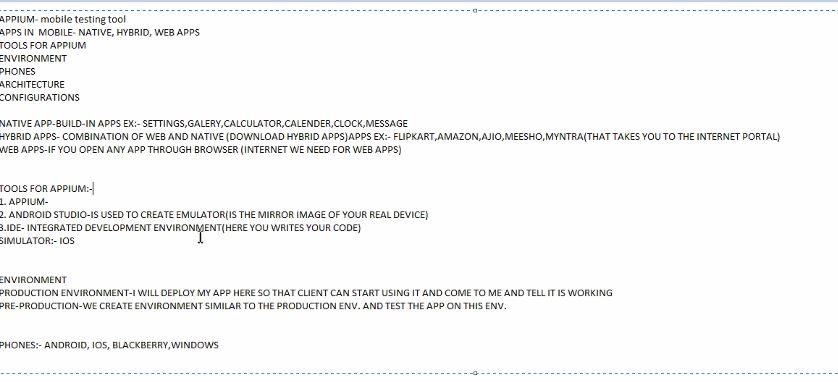 APPIUM- mobile testing tool
APPS IN  MOBILE- NATIVE, HYBRID, WEB APPS
TOOLS FOR APPIUM
ENVIRONMENT
PHONES
ARCHITECTURE
CONFIGURATIONS
NATIVE APP-BUILD-IN APPS EX:- SETTINGS,GALERY,CALCULATOR,CALENDER,CLOCK,MESSAGE
HYBRID APPS- COMBINATION OF WEB AND NATIVE (DOWNLOAD HYBRID APPS)APPS EX:- FLIPKART,AMAZON,AJIO,MEESHO,MYNTRA(THAT TAKES YOU TO THE INTERNET PORTAL)
WEB APPS-IF YOU OPEN ANY APP THROUGH BROWSER (INTERNET WE NEED FOR WEB APPS)
TOOLS FOR APPIUM:-
1. APPIUM-
2. ANDROID STUDIO-IS USED TO CREATE EMULATOR(IS THE MIRROR IMAGE OF YOUR REAL DEVICE)
3.IDE- INTEGRATED DEVELOPMENT ENVIRONMENT(HERE YOU WRITES YOUR CODE)
SIMULATOR:- IOS
ENVIRONMENT
PRODUCTION ENVIRONMENT-I WILL DEPLOY MY APP HERE SO THAT CLIENT CAN START USING IT AND COME TO ME AND TELL IT IS WORKING
PRE-PRODUCTION-WE CREATE ENVIRONMENT SIMILAR TO THE PRODUCTION ENV. AND TEST THE APP ON THIS ENV.
PHONES:- ANDROID, IOS, BLACKBERRY,WINDOWS